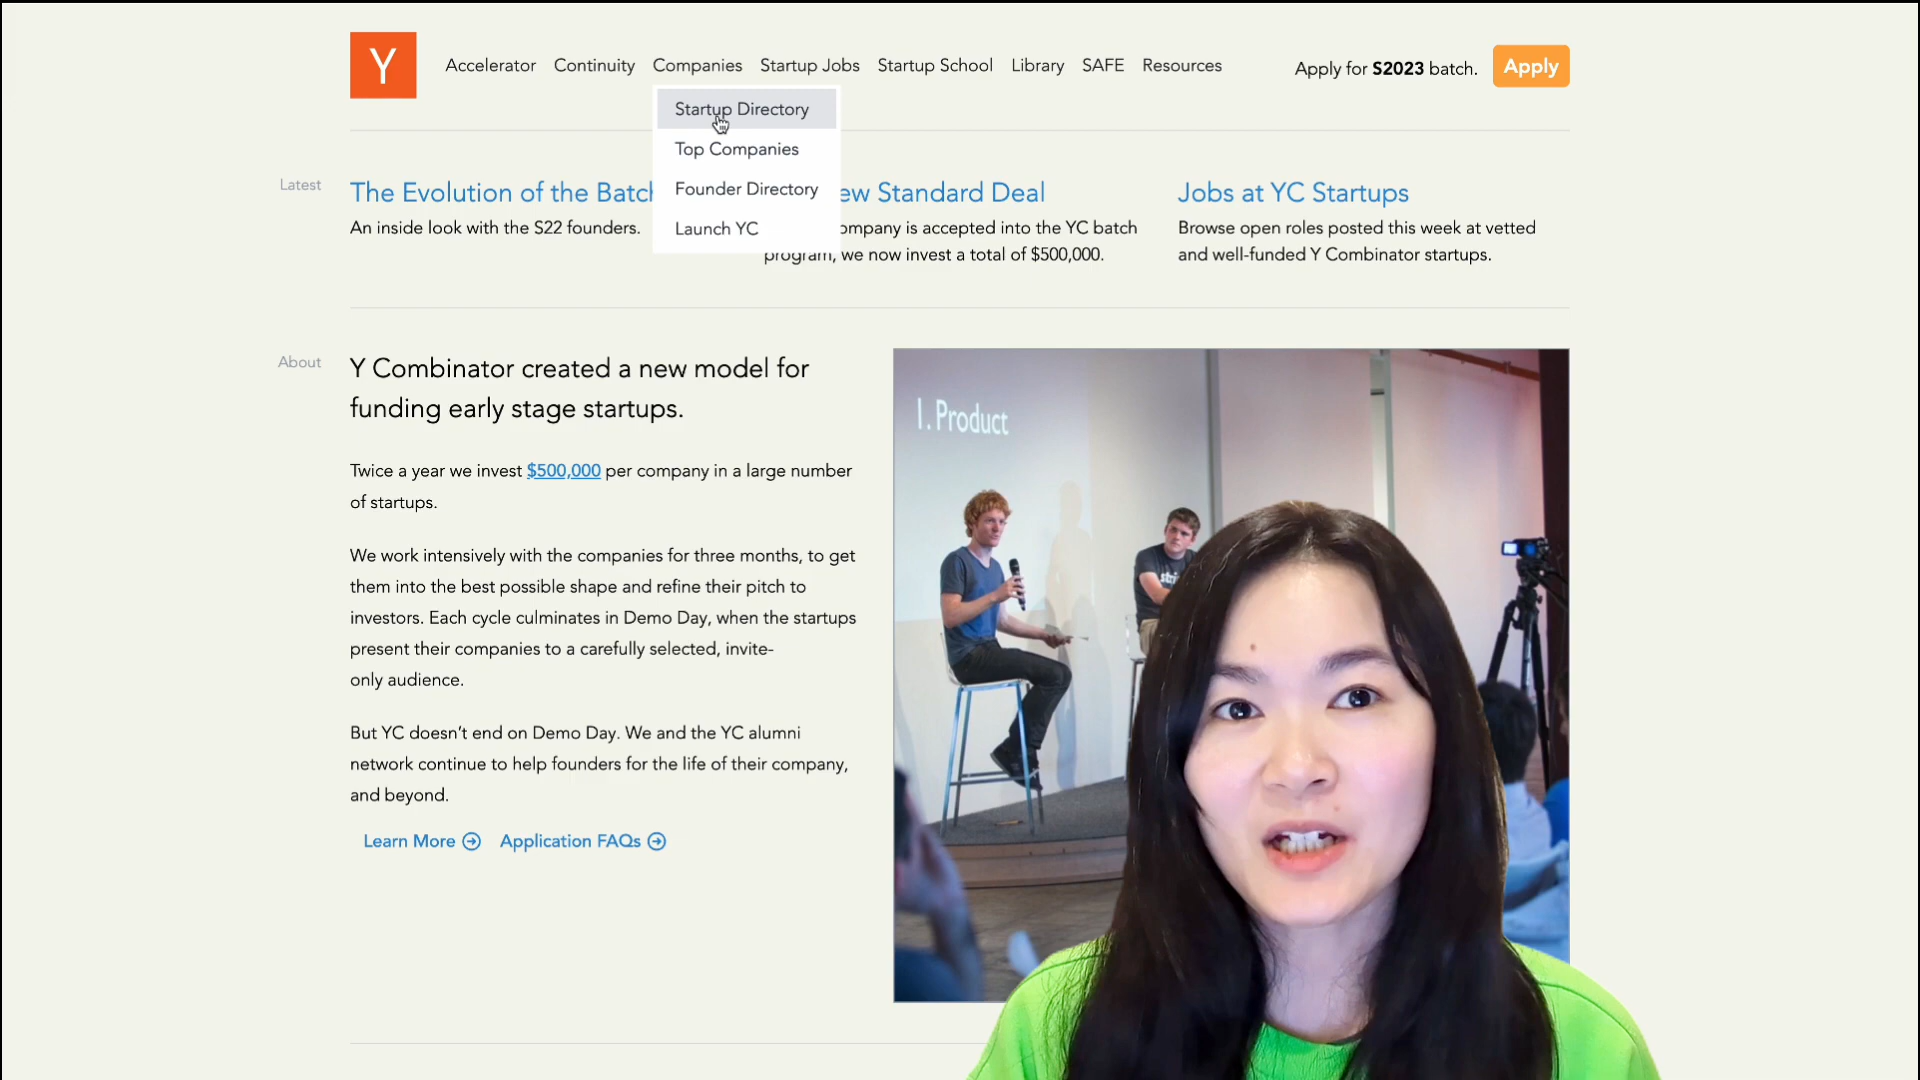 Y
Accelerator Continuity Companies Startup Jobs Startup School Library SAFE Resources
Apply for S2023 batch. Apply
Startup Directory
Top Companies
Founder Directory
Launch YC
Latest
The Evolution of the Batch
An inside look with the S22 founders.
Standard Deal
company is accepted into the YC batch
program, we now invest a total of $500,000.
Jobs at YC Startups
Browse open roles posted this week at vetted
and well-funded Y Combinator startups.
About
Y Combinator created a new model for
funding early stage startups.
Twice a year we invest $500,000 per company in a large number
of startups.
We work intensively with the companies for three months, to get
them into the best possible shape and refine their pitch to
investors. Each cycle culminates in Demo Day, when the startups
present their companies to a carefully selected, invite-
only audience.
But YC doesn't end on Demo Day. We and the YC alumni
network continue to help founders for the life of their company,
and beyond.
Learn More Application FAQs
1. Product